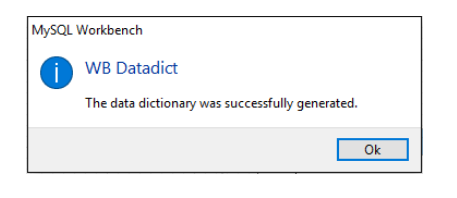 MySQL Workbench
WB Datadict
The data dictionary was successfully generated.
Ok